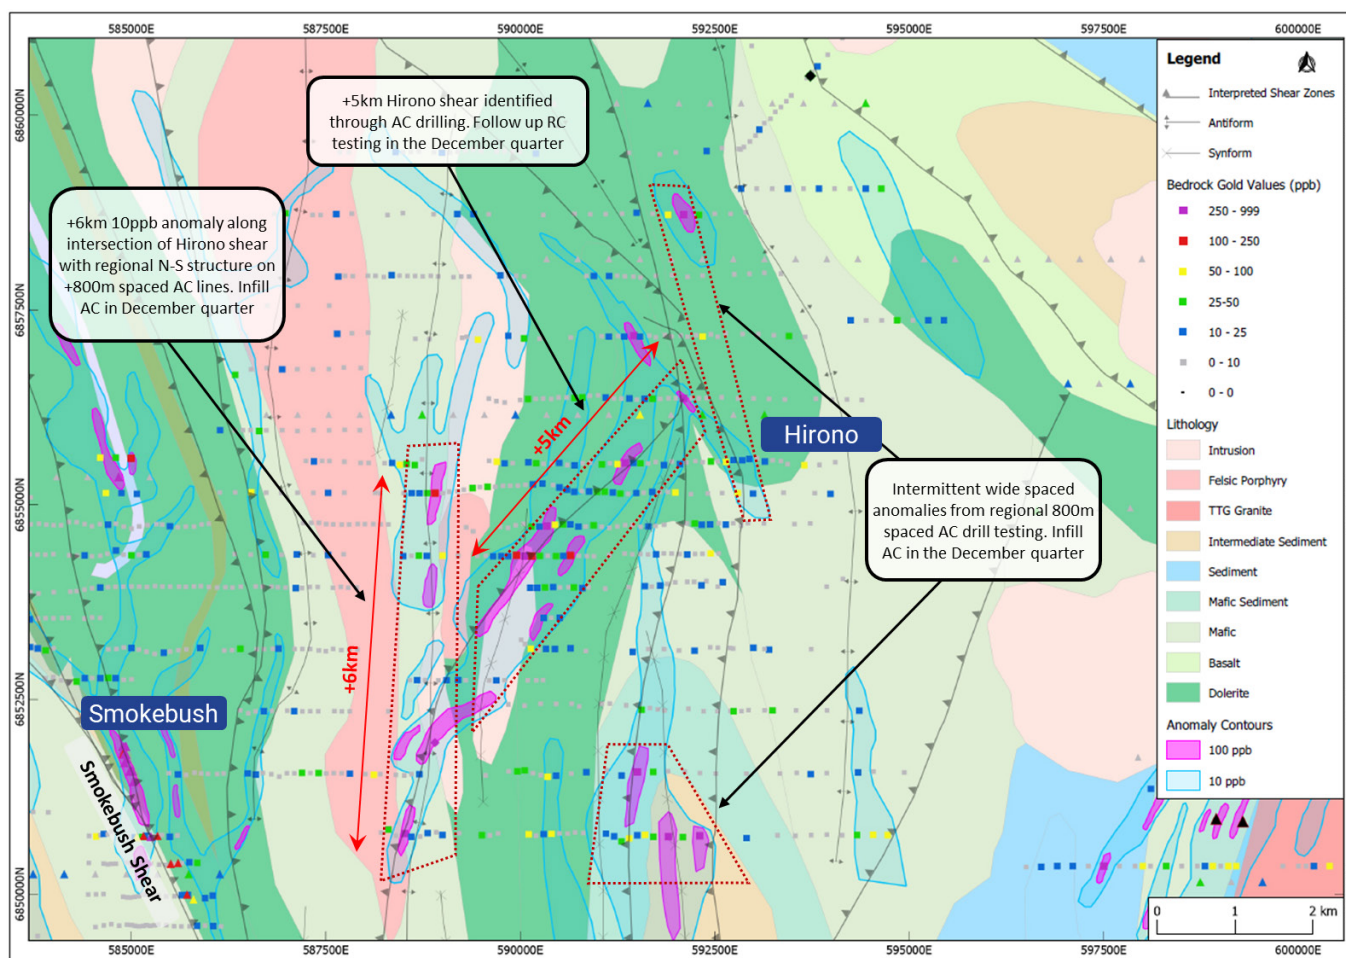 585000E 587500E 590000E 592500E 595000E 597500E 600000E
6860000N
6857500N
6855000N
6852500N
6850000N
+5km Hirono shear identified
through AC drilling. Follow up RC
testing in the December quarter
+6km 10ppb anomaly along
intersection of Hirono shear
with regional N-S structure on
+800m spaced AC lines. Infill
AC in December quarter
+5km
Hirono
Intermittent wide spaced
anomalies from regional 800m
spaced AC drill testing. Infill
AC in the December quarter
+6km
Smokebush
Smokebush Shear
Legend
Interpreted Shear Zones
Antiform
Synform
Bedrock Gold Values (ppb)
250 - 999
100 - 250
50 - 100
25-50
10 - 25
0 - 10
0 - 0
Lithology
Intrusion
Felsic Porphyry
TTG Granite
Intermediate Sediment
Sediment
Mafic Sediment
Mafic
Basalt
Dolerite
Anomaly Contours
100 ppb
10 ppb
0 1 2 km
585000E 587500E 590000E 592500E 595000E 597500E 600000E